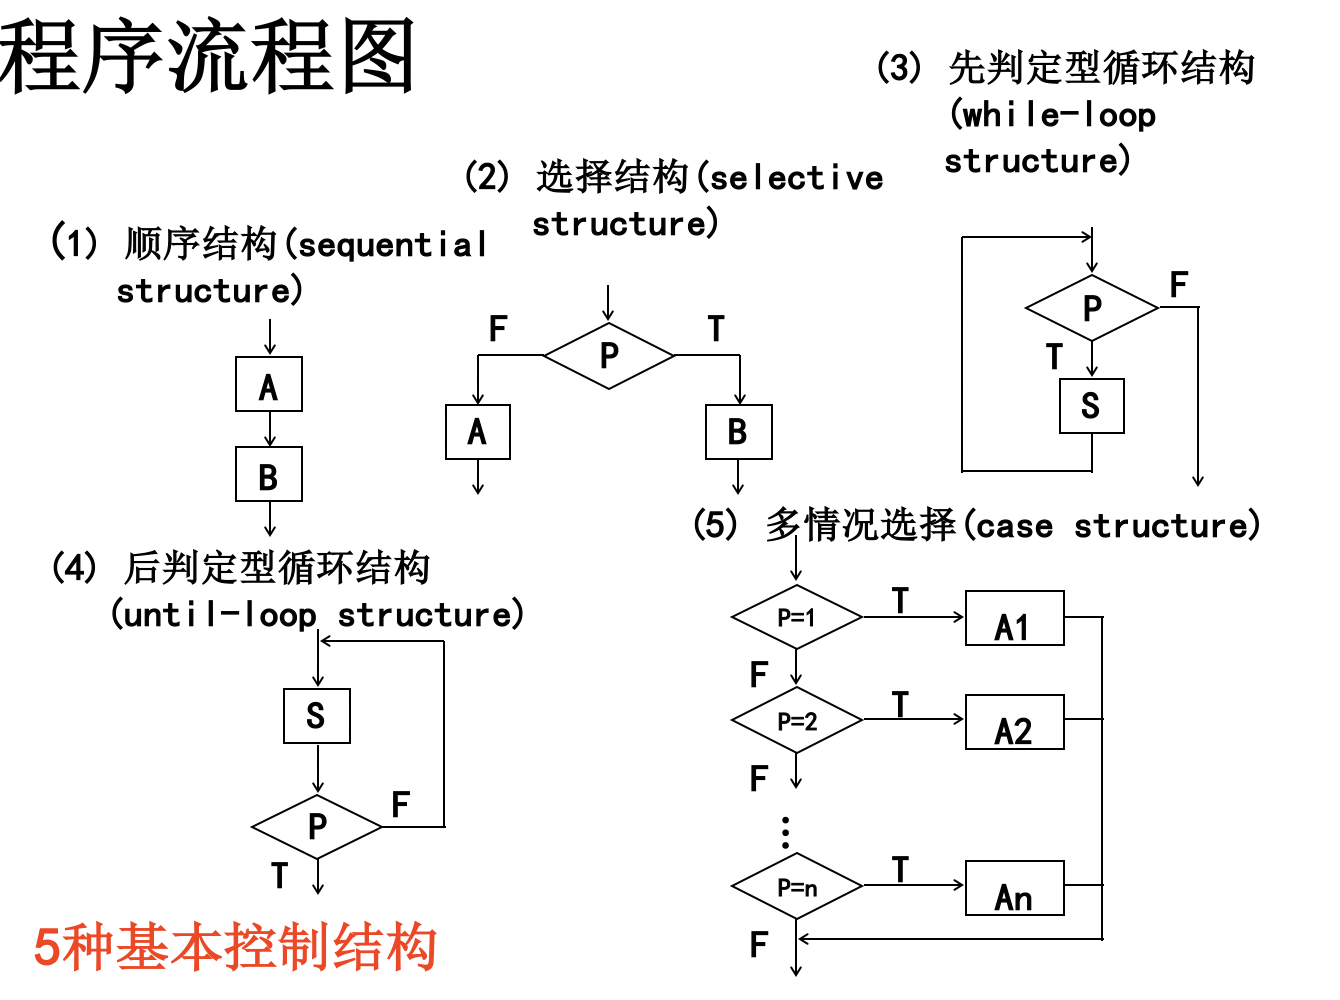 程序流程图
(1) 顺序结构(sequential
structure)
A
B
(2) 选择结构(selective
structure)
F
T
P
A
B
(3) 先判定型循环结构
(while-loop
structure)
P
F
T
S
(4) 后判定型循环结构
(until-loop structure)
S
P
F
T
(5) 多情况选择(case structure)
P=1
T
A1
F
P=2
T
A2
F
⋮
P=n
T
An
F
5种基本控制结构